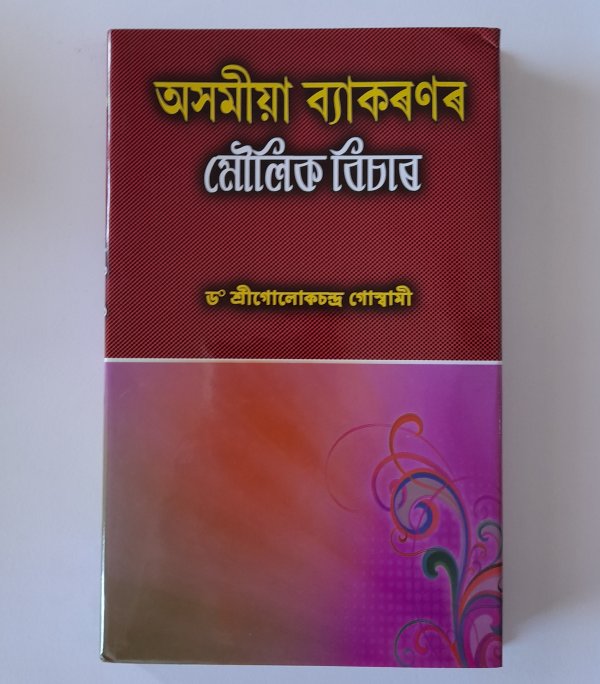 অসমীয়া ব্যাকৰণৰ
মৌলিক বিচাৰ
ড° শ্ৰীগোলোকচন্দ্ৰ গোস্বামী